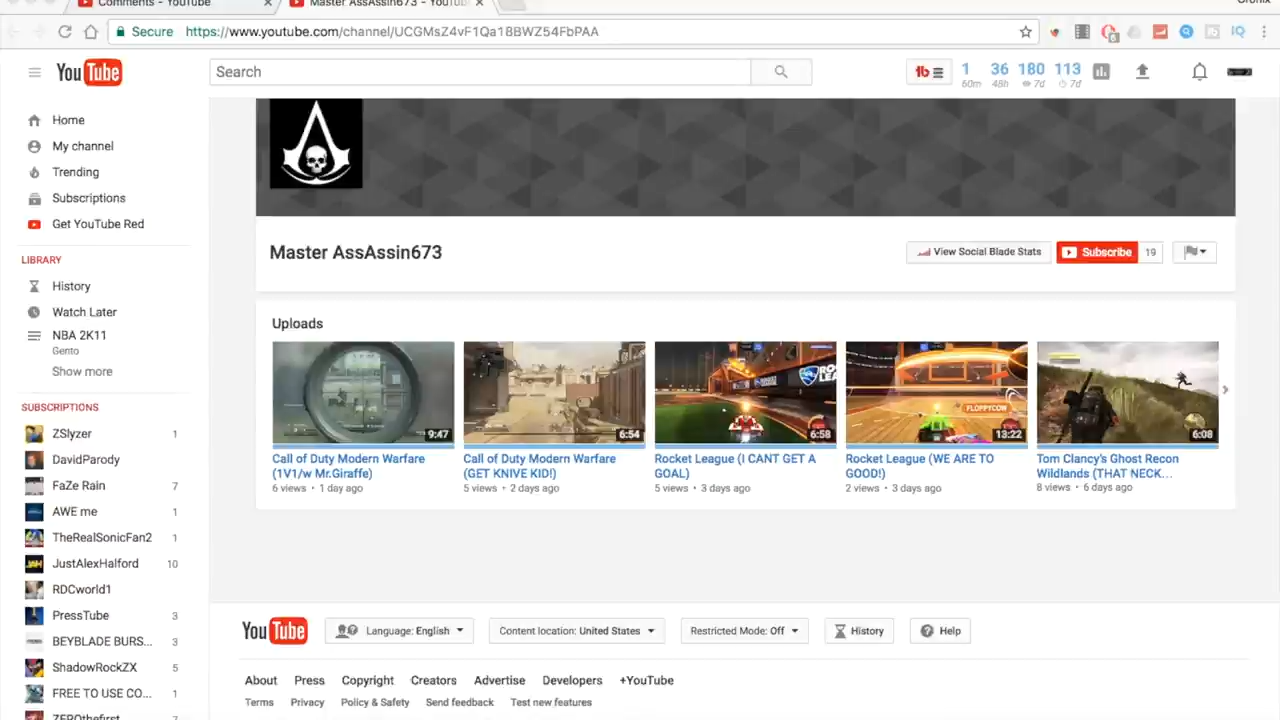 Comments - YouTube
Master AssAssin673 - YouTu
Cronix
Secure https://www.youtube.com/channel/UCGMsZ4vF1Qa18BWZ54FbPAA
YouTube
Search
1 36 180 113
60m 48h 7d 7d
Home
My channel
Trending
Subscriptions
Get YouTube Red
LIBRARY
History
Watch Later
NBA 2K11
Gento
Show more
SUBSCRIPTIONS
ZSlyzer 1
DavidParody
FaZe Rain 7
AWE me 1
TheRealSonicFan2 1
JustAlexHalford 10
RDCworld1
PressTube 3
BEYBLADE BURS... 3
ShadowRockZX 5
FREE TO USE CO... 1
ZEROthefirst 7
Master AssAssin673
View Social Blade Stats
Subscribe 19
Uploads
9:47
Call of Duty Modern Warfare
(1V1/w Mr.Giraffe)
6 views • 1 day ago
6:54
Call of Duty Modern Warfare
(GET KNIVE KID!)
5 views • 2 days ago
6:58
Rocket League (I CANT GET A
GOAL)
5 views • 3 days ago
FLOPPYCOW
13:22
Rocket League (WE ARE TO
GOOD!)
2 views • 3 days ago
6:08
Tom Clancy's Ghost Recon
Wildlands (THAT NECK...
8 views • 6 days ago
YouTube
Language: English
Content location: United States
Restricted Mode: Off
History
Help
About Press Copyright Creators Advertise Developers +YouTube
Terms Privacy Policy & Safety Send feedback Test new features